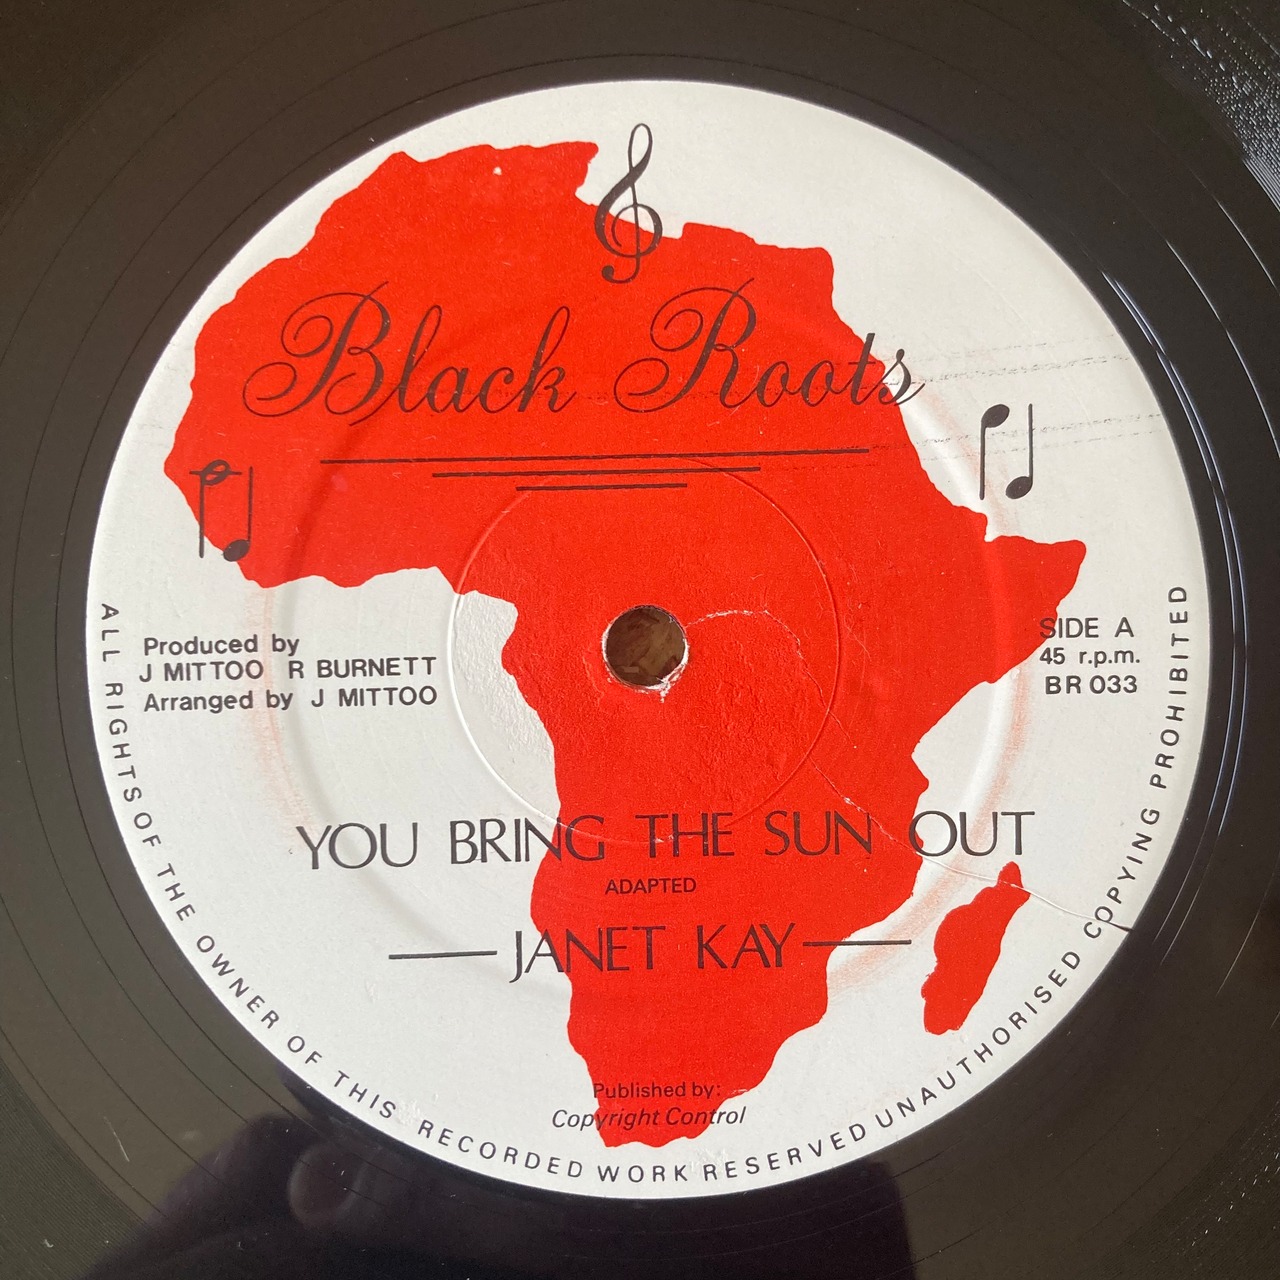 Black Roots
Produced by
J MITTOO R BURNETT
Arranged by J MITTOO
SIDE A
45 r.p.m.
BR 033
YOU BRING THE SUN OUT
ADAPTED
JANET KAY
Published by:
Copyright Control
ALL RIGHTS OF THE OWNER OF THIS RECORDED WORK RESERVED UNAUTHORISED COPYING PROHIBITED